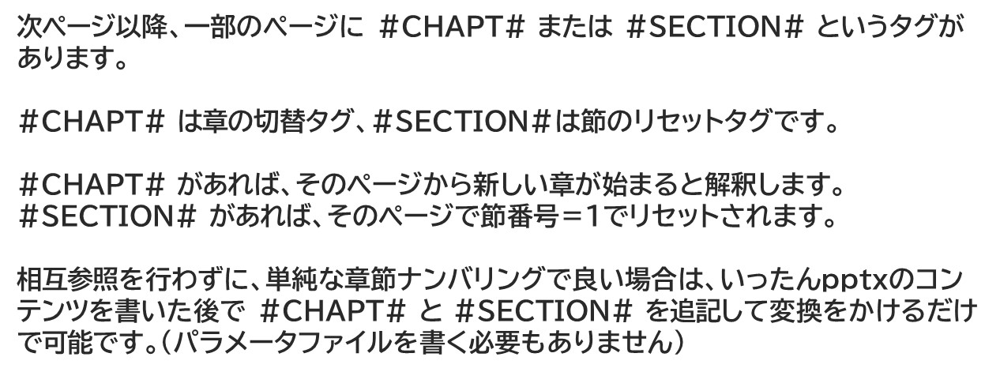 次ページ以降、一部のページに #CHAPT# または #SECTION# というタグが
あります。
#CHAPT# は章の切替タグ、#SECTION#は節のリセットタグです。
#CHAPT# があれば、そのページから新しい章が始まると解釈します。
#SECTION# があれば、そのページで節番号=1でリセットされます。
相互参照を行わずに、単純な章節ナンバリングで良い場合は、いったんpptxのコン
テンツを書いた後で #CHAPT# と #SECTION# を追記して変換をかけるだけ
で可能です。(パラメータファイルを書く必要もありません)